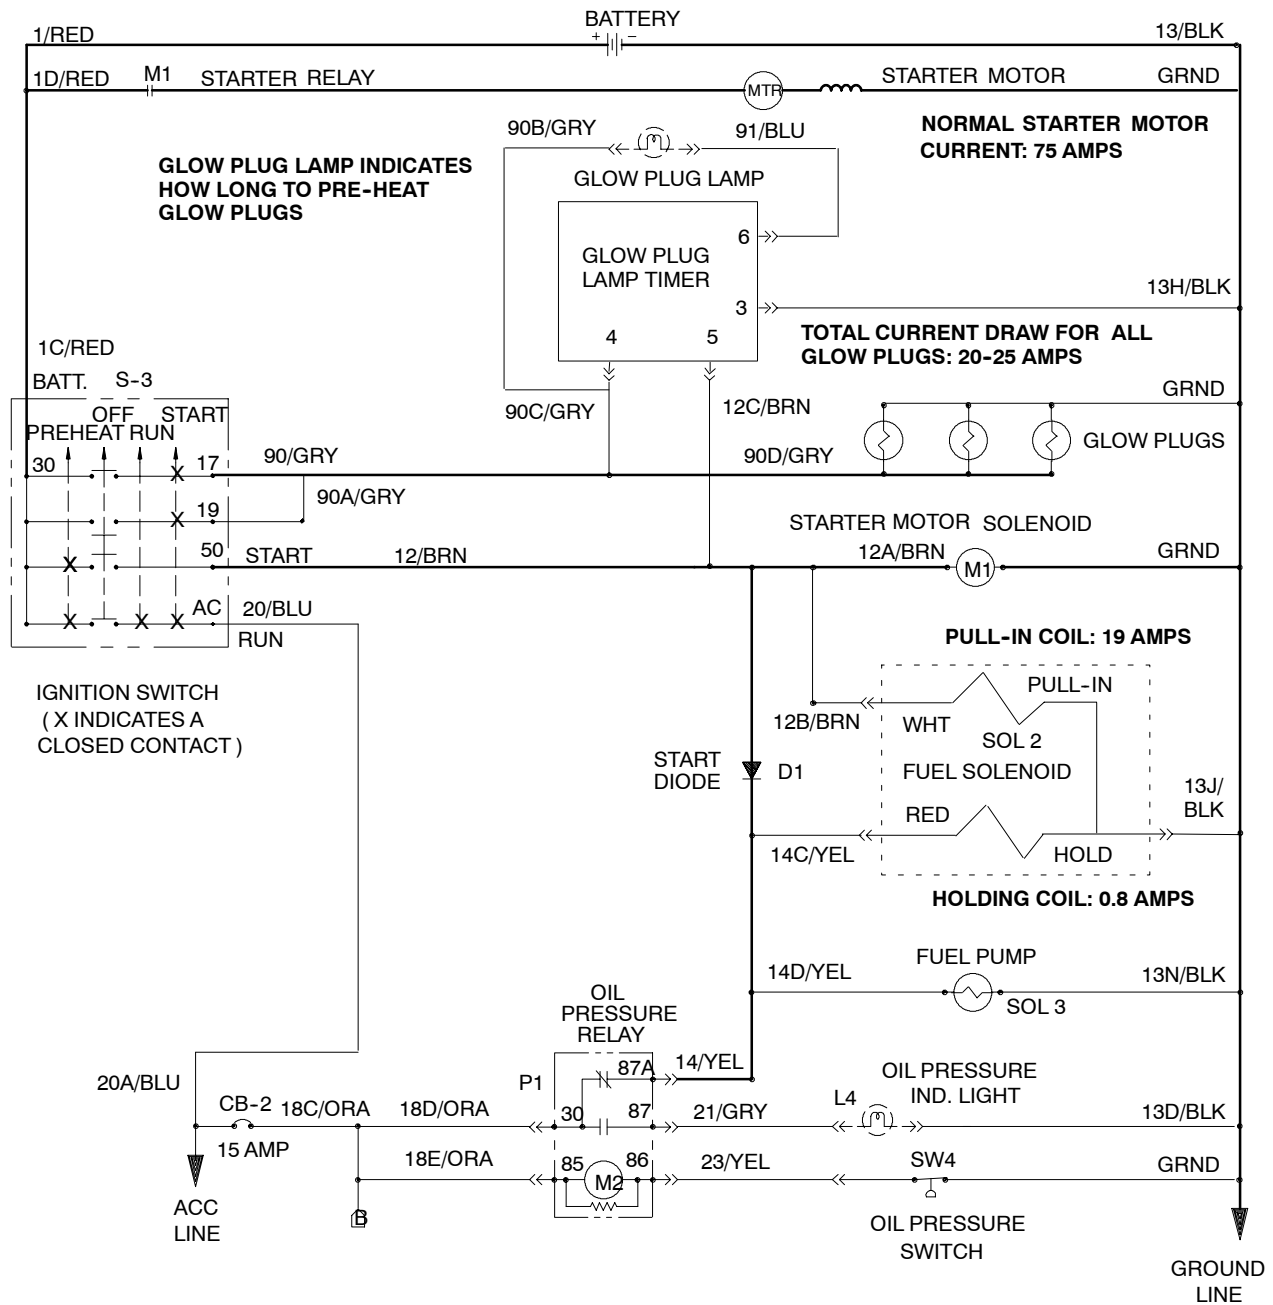 BATTERY
1/RED
+ −
13/BLK
1D/RED
M1
STARTER RELAY
MTR
STARTER MOTOR
GRND
90B/GRY
91/BLU
NORMAL STARTER MOTOR
CURRENT: 75 AMPS
GLOW PLUG LAMP INDICATES
HOW LONG TO PRE-HEAT
GLOW PLUGS
GLOW PLUG LAMP
6
GLOW PLUG
LAMP TIMER
13H/BLK
3
4
5
TOTAL CURRENT DRAW FOR ALL
GLOW PLUGS: 20-25 AMPS
1C/RED
BATT.
S-3
GRND
90C/GRY
12C/BRN
OFF
START
PREHEAT
RUN
GLOW PLUGS
30
17
90/GRY
90D/GRY
90A/GRY
19
STARTER MOTOR SOLENOID
50
START
12/BRN
12A/BRN
M1
GRND
AC
20/BLU
RUN
PULL-IN COIL: 19 AMPS
IGNITION SWITCH
( X INDICATES A
CLOSED CONTACT )
PULL-IN
12B/BRN
WHT
SOL 2
START
DIODE
D1
FUEL SOLENOID
13J/
BLK
RED
14C/YEL
HOLD
HOLDING COIL: 0.8 AMPS
FUEL PUMP
14D/YEL
13N/BLK
SOL 3
OIL
PRESSURE
RELAY
87A
14/YEL
P1
20A/BLU
OIL PRESSURE
IND. LIGHT
CB-2
18C/ORA
18D/ORA
30
87
21/GRY
L4
13D/BLK
15 AMP
18E/ORA
85
86
M2
23/YEL
SW4
GRND
ACC
LINE
B
OIL PRESSURE
SWITCH
GROUND
LINE